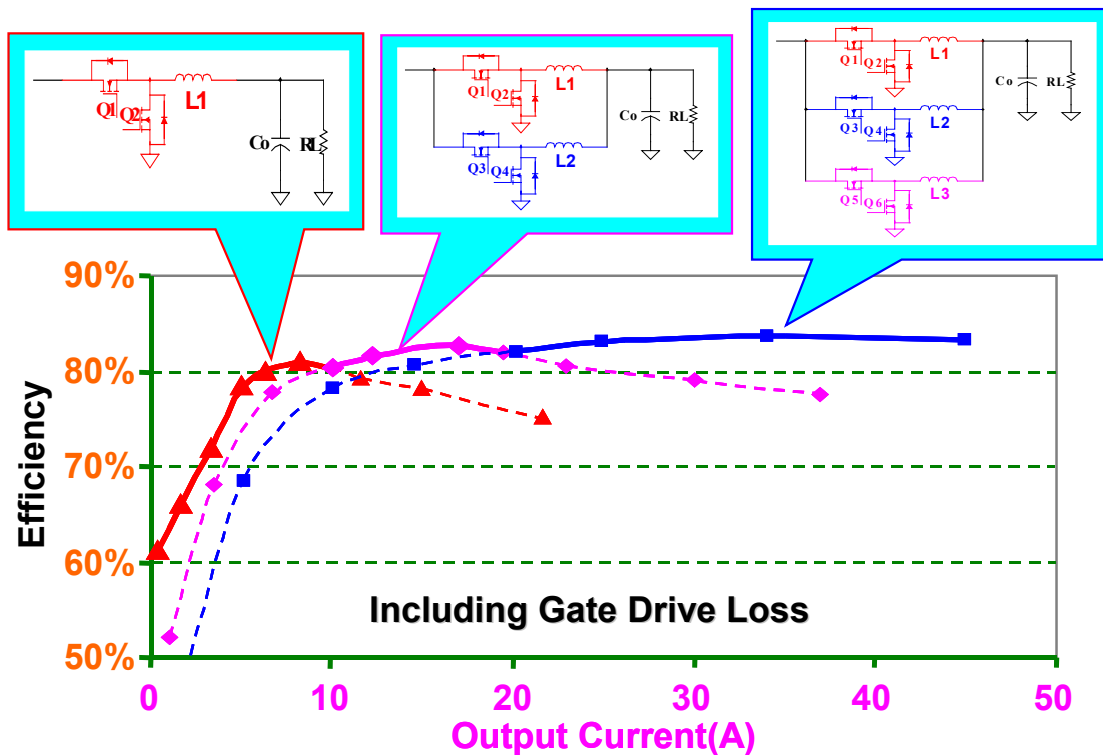 Q1
Q2
L1
Co
RL
Q1
Q2
L1
Q3
Q4
L2
Co
RL
Q1
Q2
L1
Q3
Q4
L2
Q5
Q6
L3
Co
RL
90%
80%
70%
60%
50%
Efficiency
Including Gate Drive Loss
0
10
20
30
40
50
Output Current(A)